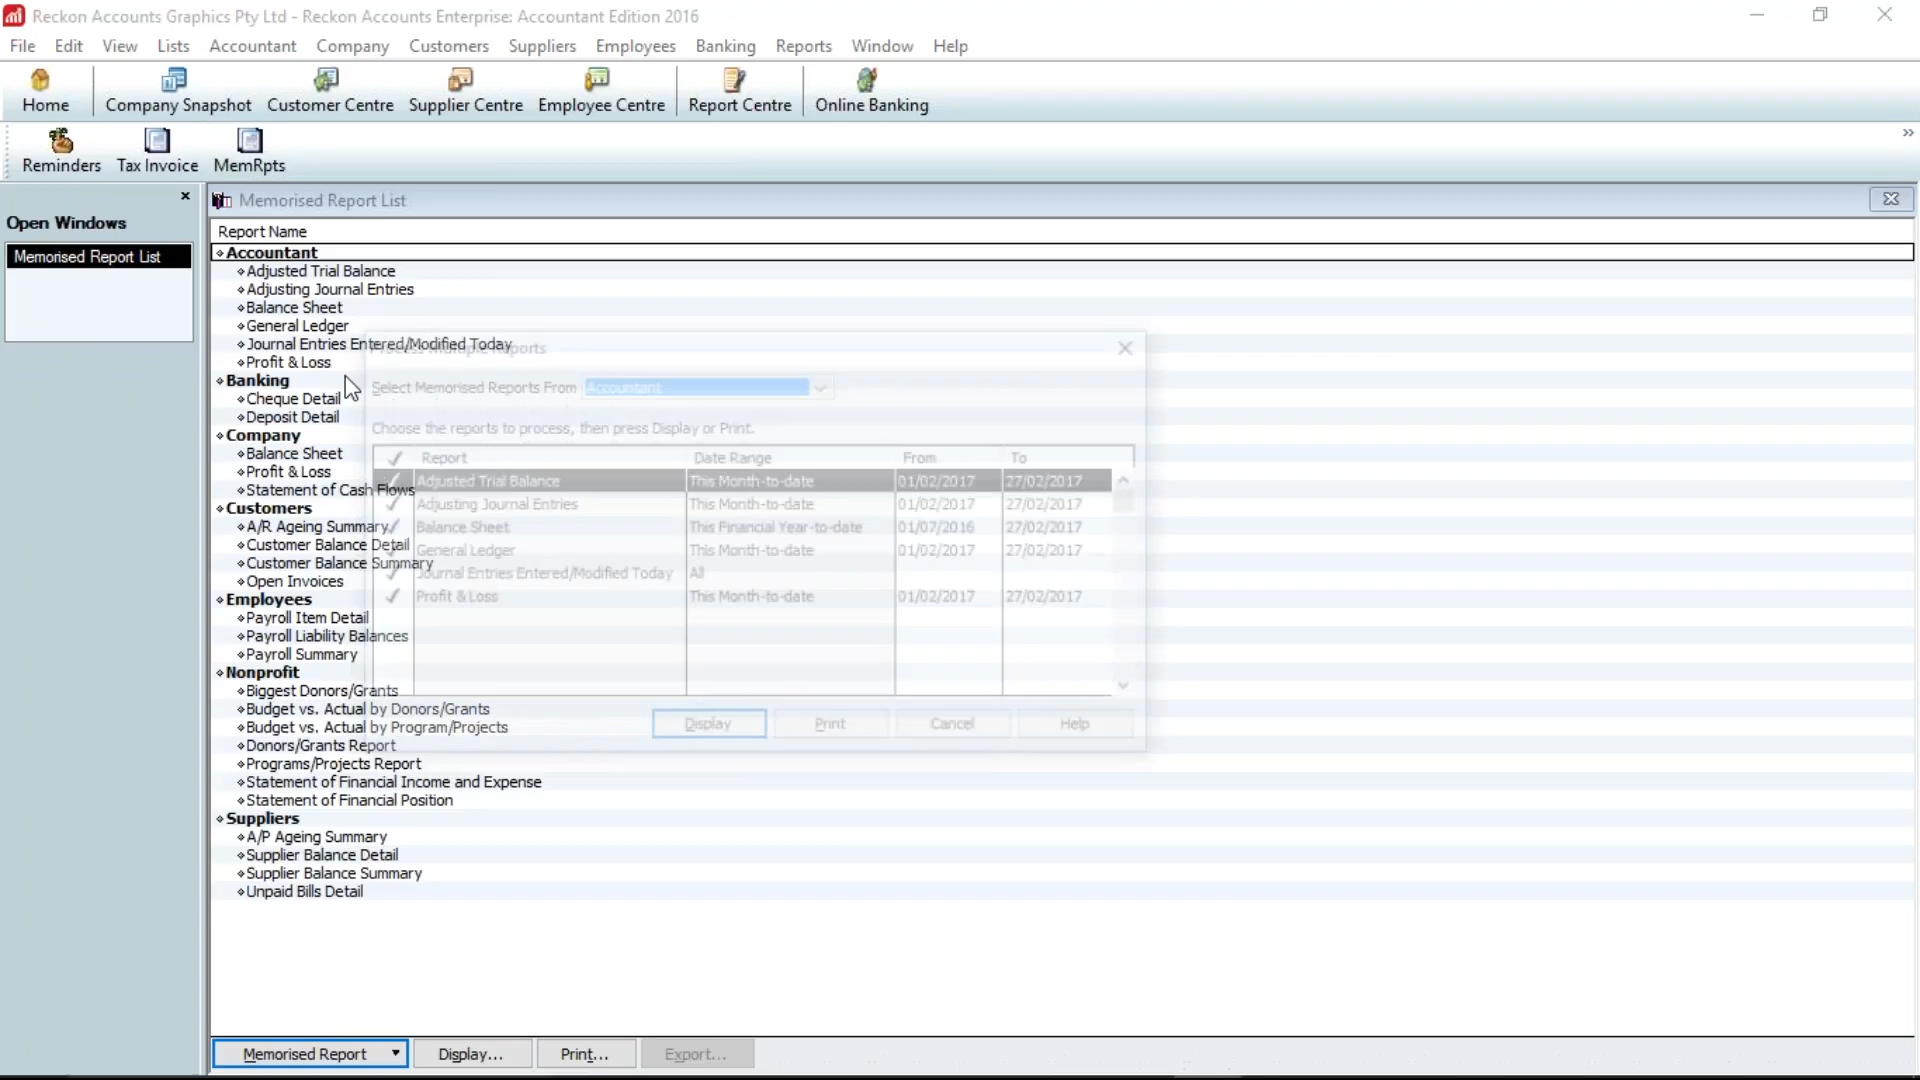 Reckon Accounts Graphics Pty Ltd - Reckon Accounts Enterprise: Accountant Edition 2016
File Edit View Lists Accountant Company Customers Suppliers Employees Banking Reports Window Help
Home Company Snapshot Customer Centre Supplier Centre Employee Centre Report Centre Online Banking
Reminders Tax Invoice MemRpts
Open Windows
Memorised Report List
Memorised Report List
Report Name
Accountant
Adjusted Trial Balance
Adjusting Journal Entries
Balance Sheet
General Ledger
Journal Entries Entered/Modified Today
Profit & Loss
Banking
Cheque Detail
Deposit Detail
Company
Balance Sheet
Profit & Loss
Statement of Cash Flows
Customers
A/R Ageing Summary
Customer Balance Detail
Customer Balance Summary
Open Invoices
Employees
Payroll Item Detail
Payroll Liability Balances
Payroll Summary
Nonprofit
Biggest Donors/Grants
Budget vs. Actual by Donors/Grants
Budget vs. Actual by Program/Projects
Donors/Grants Report
Programs/Projects Report
Statement of Financial Income and Expense
Statement of Financial Position
Suppliers
A/P Ageing Summary
Supplier Balance Detail
Supplier Balance Summary
Unpaid Bills Detail
Process Multiple Reports
Select Memorised Reports From Accountant
Choose the reports to process, then press Display or Print.
Report Date Range From To
Adjusted Trial Balance This Month-to-date 01/02/2017 27/02/2017
Adjusting Journal Entries This Month-to-date 01/02/2017 27/02/2017
Balance Sheet This Financial Year-to-date 01/07/2016 27/02/2017
General Ledger This Month-to-date 01/02/2017 27/02/2017
Journal Entries Entered/Modified Today All
Profit & Loss This Month-to-date 01/02/2017 27/02/2017
Display Print Cancel Help
Memorised Report Display... Print... Export...